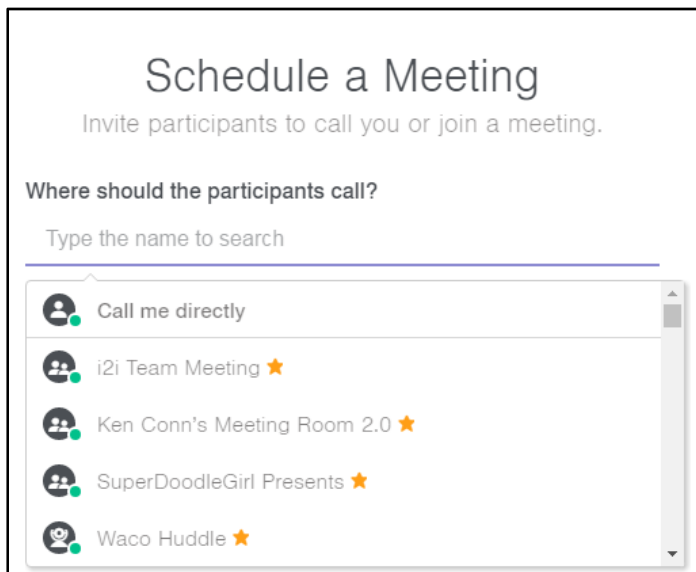 Schedule a Meeting
Invite participants to call you or join a meeting.
Where should the participants call?
Type the name to search
Call me directly
i2i Team Meeting
Ken Conn's Meeting Room 2.0
SuperDoodleGirl Presents
Waco Huddle